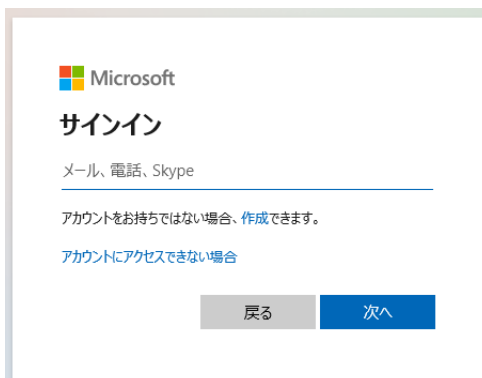 Microsoft
サインイン
メール、電話、Skype
アカウントをお持ちではない場合、作成できます。
アカウントにアクセスできない場合
戻る
次へ